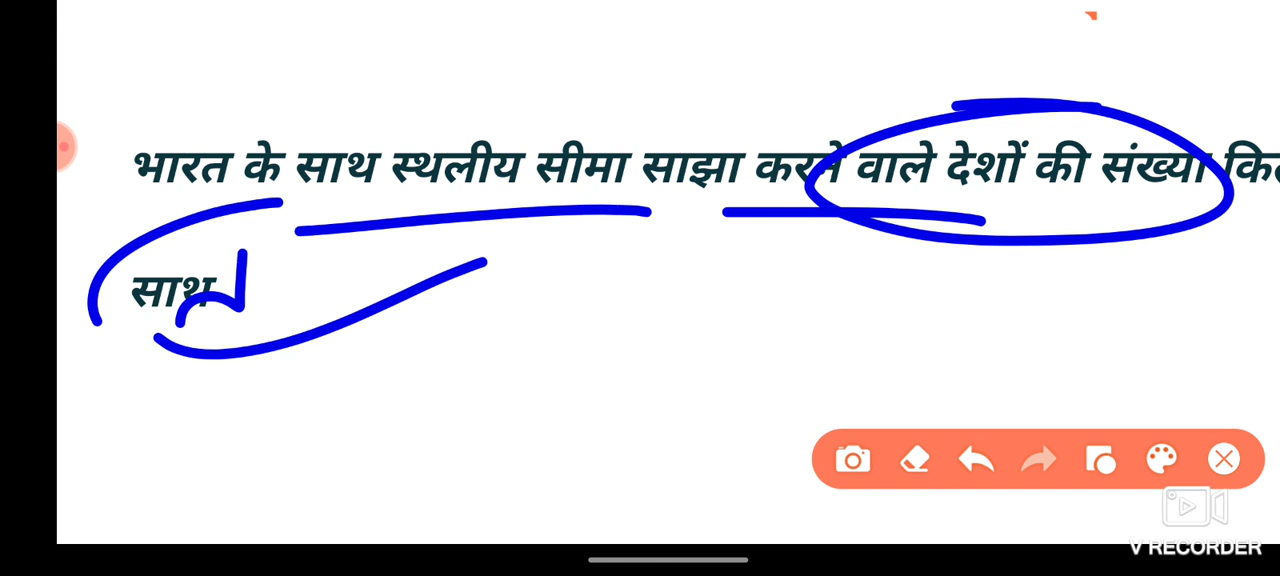 भारत के साथ स्थलीय सीमा साझा करने वाले देशों की संख्या
साथ
V RECORDER